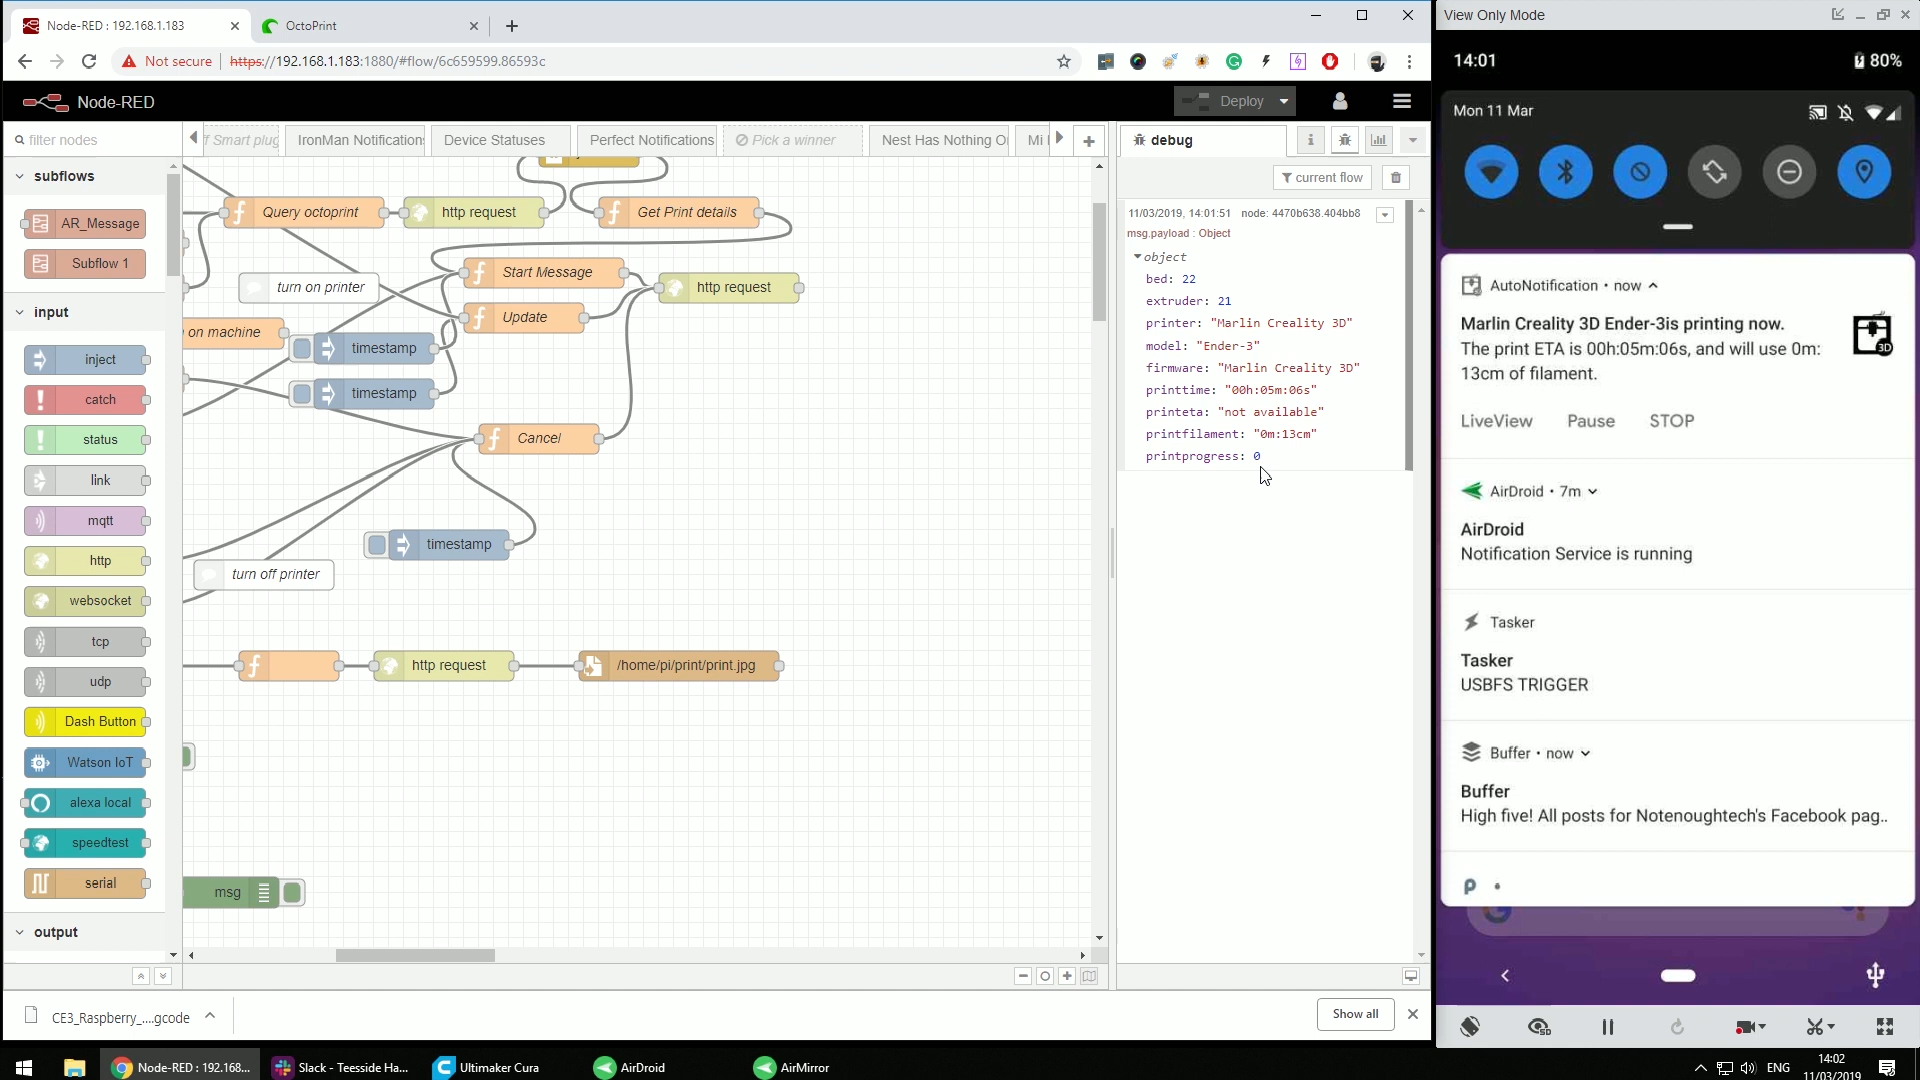 Node-RED : 192.168.1.183
OctoPrint
View Only Mode
Not secure
https://192.168.1.183:1880/#flow/6c659599.86593c
14:01
80%
Node-RED
Deploy
Mon 11 Mar
filter nodes
Smart plug
IronMan Notification
Device Statuses
Perfect Notifications
Pick a winner
Nest Has Nothing O
Mi
debug
i
subflows
AR_Message
Subflow 1
input
inject
catch
status
link
mqtt
http
websocket
tcp
udp
Dash Button
Watson IoT
alexa local
speedtest
serial
output
Query octoprint
http request
Get Print details
turn on printer
Start Message
Update
http request
on machine
timestamp
timestamp
Cancel
timestamp
turn off printer
http request
/home/pi/print/print.jpg
msg
current flow
11/03/2019, 14:01:51 node: 4470b638.404bb8
msg.payload : Object
object
bed: 22
extruder: 21
printer: "Marlin Creality 3D"
model: "Ender-3"
firmware: "Marlin Creality 3D"
printtime: "00h:05m:06s"
printeta: "not available"
printfilament: "0m:13cm"
printprogress: 0
AutoNotification • now
Marlin Creality 3D Ender-3is printing now.
The print ETA is 00h:05m:06s, and will use 0m:
13cm of filament.
3D
LiveView Pause STOP
AirDroid • 7m
AirDroid
Notification Service is running
Tasker
Tasker
USBFS TRIGGER
Buffer • now
Buffer
High five! All posts for Notenoughtech's Facebook pag..
CE3_Raspberry_....gcode
Show all
Node-RED : 192.168...
Slack - Teesside Ha...
Ultimaker Cura
AirDroid
AirMirror
ENG
14:02
11/03/2019